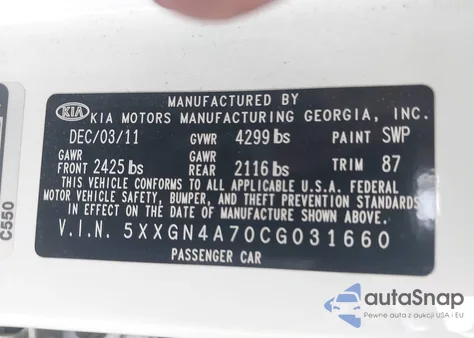 MANUFACTURED BY
KIA KIA MOTORS MANUFACTURING GEORGIA, INC.
DEC/03/11 GVWR 4299 lbs PAINT SWP
GAWR FRONT 2425 lbs GAWR REAR 2116 lbs TRIM 87
THIS VEHICLE CONFORMS TO ALL APPLICABLE U.S.A. FEDERAL
MOTOR VEHICLE SAFETY, BUMPER, AND THEFT PREVENTION STANDARDS
IN EFFECT ON THE DATE OF MANUFACTURE SHOWN ABOVE.
V.I.N. 5XXGN4A70CG031660
PASSENGER CAR
C550
autoSnap
Pewne auta z aukcji USA i EU